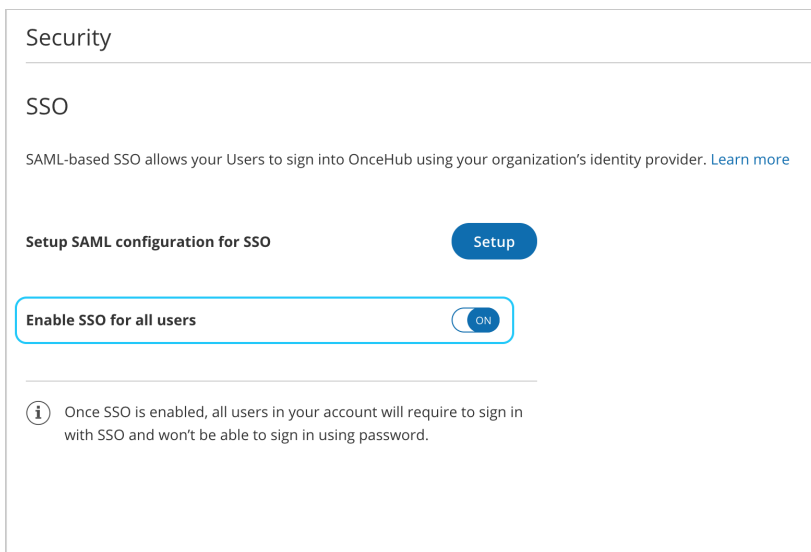 Security
SSO
SAML-based SSO allows your Users to sign into OnceHub using your organization’s identity provider. Learn more
Setup SAML configuration for SSO
Setup
Enable SSO for all users
ON
Once SSO is enabled, all users in your account will require to sign in
with SSO and won’t be able to sign in using password.